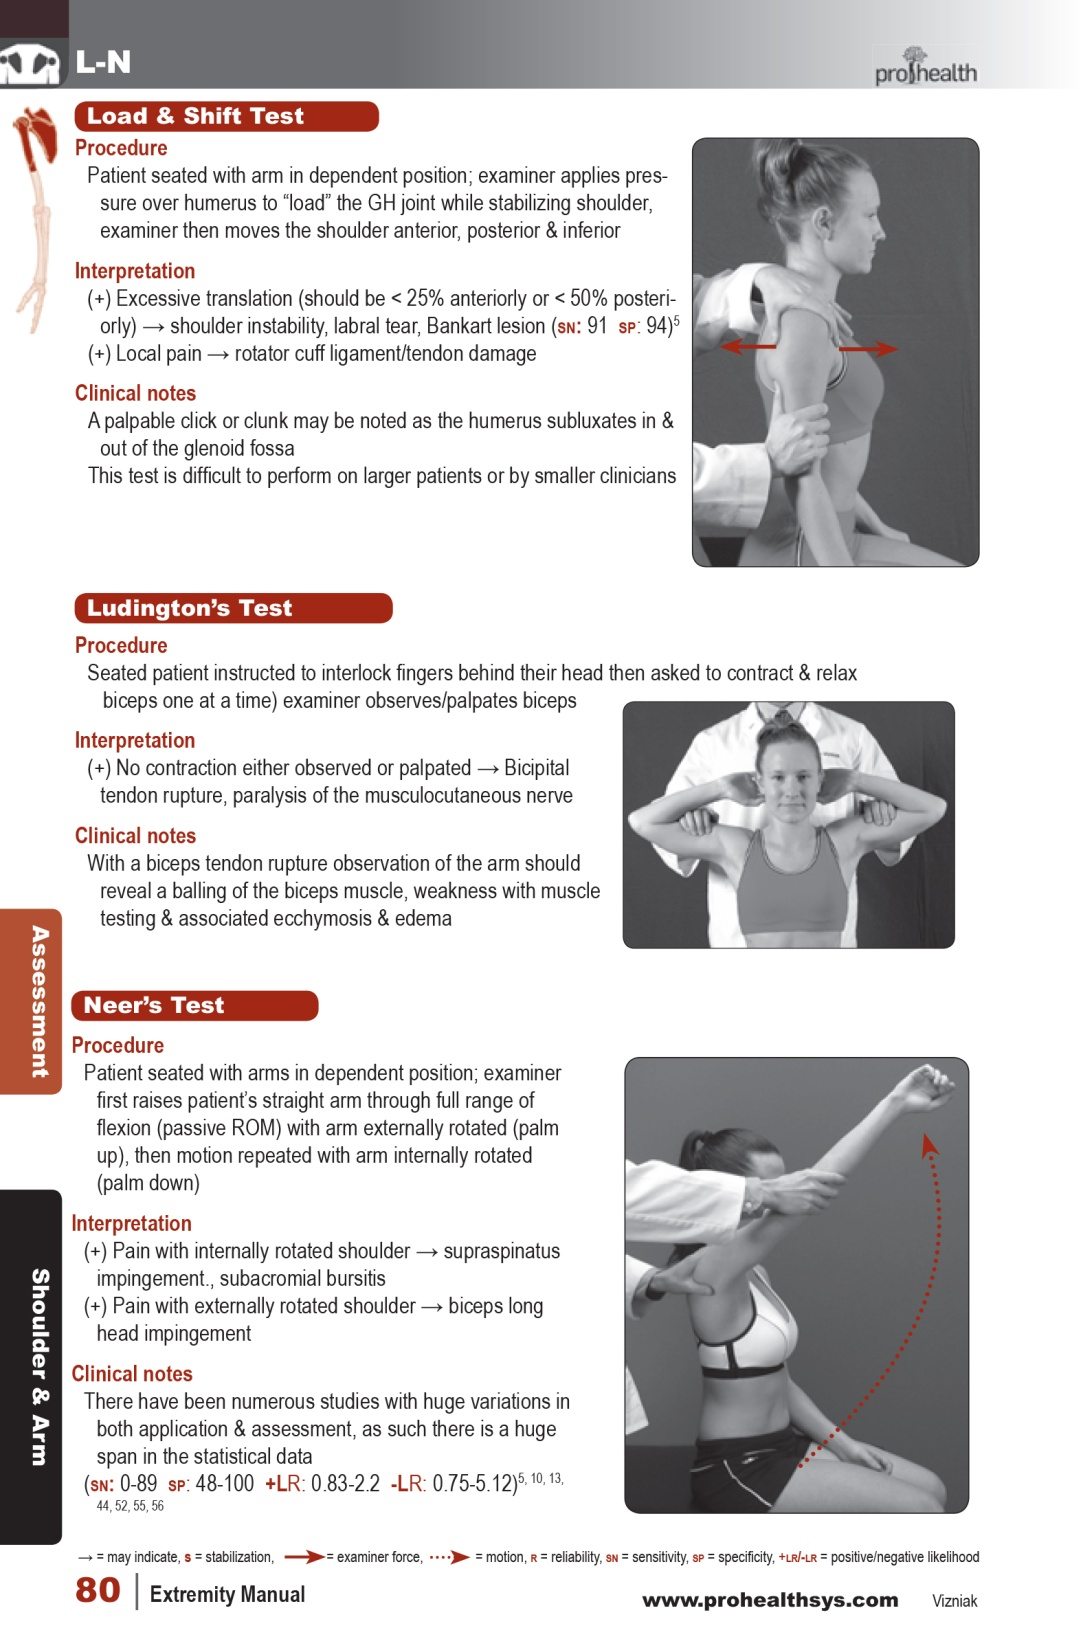 L-N
prohealth
Load & Shift Test
Procedure
Patient seated with arm in dependent position; examiner applies pres-
sure over humerus to “load” the GH joint while stabilizing shoulder,
examiner then moves the shoulder anterior, posterior & inferior
Interpretation
(+) Excessive translation (should be < 25% anteriorly or < 50% posteri-
orly) → shoulder instability, labral tear, Bankart lesion (SN: 91 SP: 94)5
(+) Local pain → rotator cuff ligament/tendon damage
Clinical notes
A palpable click or clunk may be noted as the humerus subluxates in &
out of the glenoid fossa
This test is difficult to perform on larger patients or by smaller clinicians
Ludington’s Test
Procedure
Seated patient instructed to interlock fingers behind their head then asked to contract & relax
biceps one at a time) examiner observes/palpates biceps
Interpretation
(+) No contraction either observed or palpated → Bicipital
tendon rupture, paralysis of the musculocutaneous nerve
Clinical notes
With a biceps tendon rupture observation of the arm should
reveal a balling of the biceps muscle, weakness with muscle
testing & associated ecchymosis & edema
Assessment
Neer’s Test
Procedure
Patient seated with arms in dependent position; examiner
first raises patient’s straight arm through full range of
flexion (passive ROM) with arm externally rotated (palm
up), then motion repeated with arm internally rotated
(palm down)
Interpretation
(+) Pain with internally rotated shoulder → supraspinatus
impingement., subacromial bursitis
(+) Pain with externally rotated shoulder → biceps long
head impingement
Shoulder & Arm
Clinical notes
There have been numerous studies with huge variations in
both application & assessment, as such there is a huge
span in the statistical data
(SN: 0-89 SP: 48-100 +LR: 0.83-2.2 -LR: 0.75-5.12)5, 10, 13,
44, 52, 55, 56
→ = may indicate, S = stabilization, → = examiner force, ····➤ = motion, R = reliability, SN = sensitivity, SP = specificity, +LR/-LR = positive/negative likelihood
80 | Extremity Manual
www.prohealthsys.com Vizniak